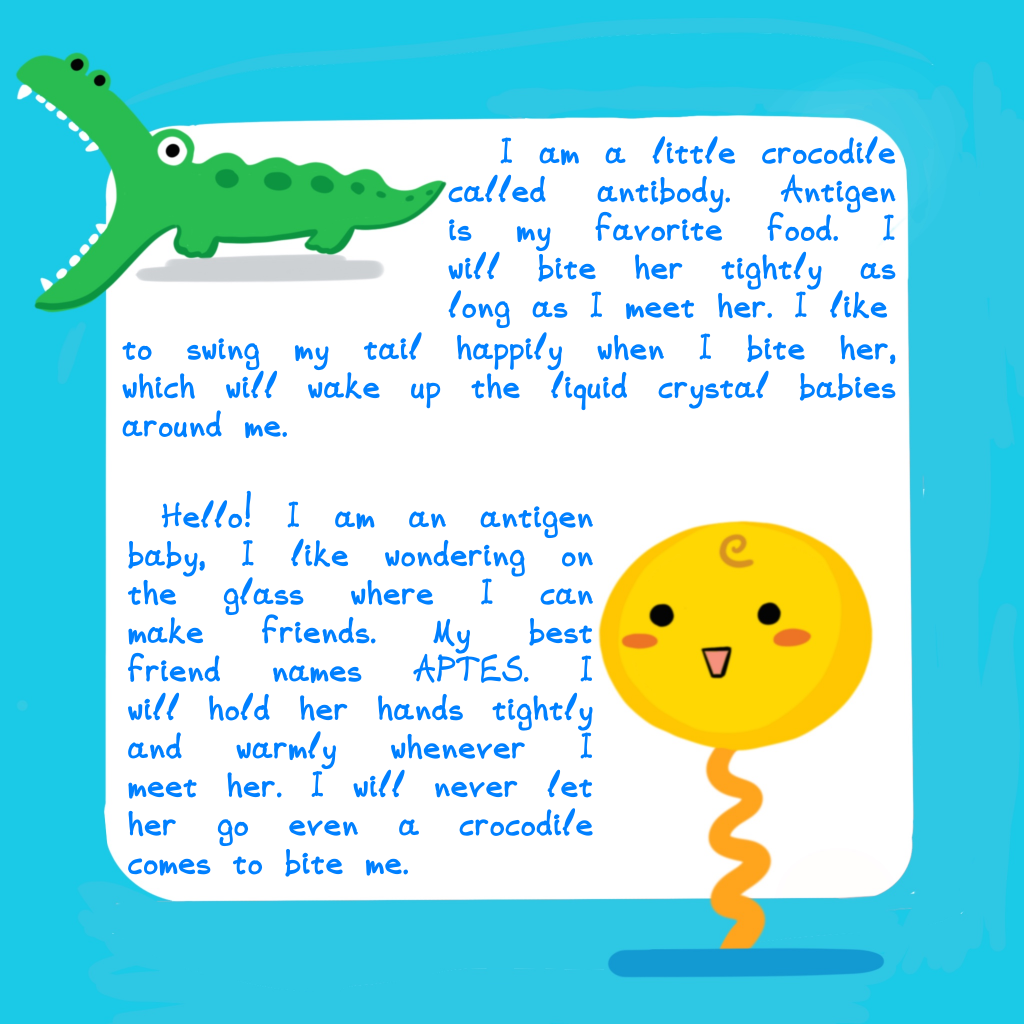 I am a little crocodile
called antibody. Antigen
is my favorite food. I
will bite her tightly as
long as I meet her. I like
to swing my tail happily when I bite her,
which will wake up the liquid crystal babies
around me.
Hello! I am an antigen
baby, I like wondering on
the glass where I can
make friends. My best
friend names APTES. I
will hold her hands tightly
and warmly whenever I
meet her. I will never let
her go even a crocodile
comes to bite me.